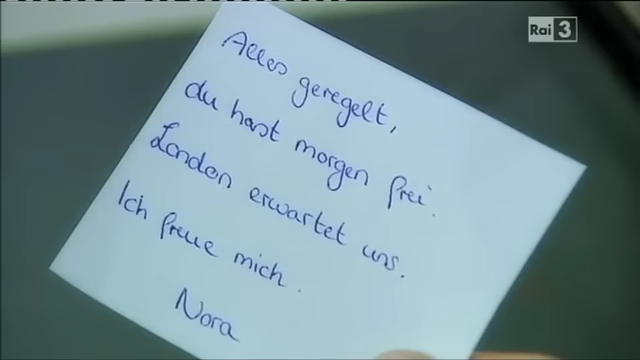 Rai 3
Alles geregelt,
du hast morgen frei.
London erwartet uns.
Ich freue mich.
Nora